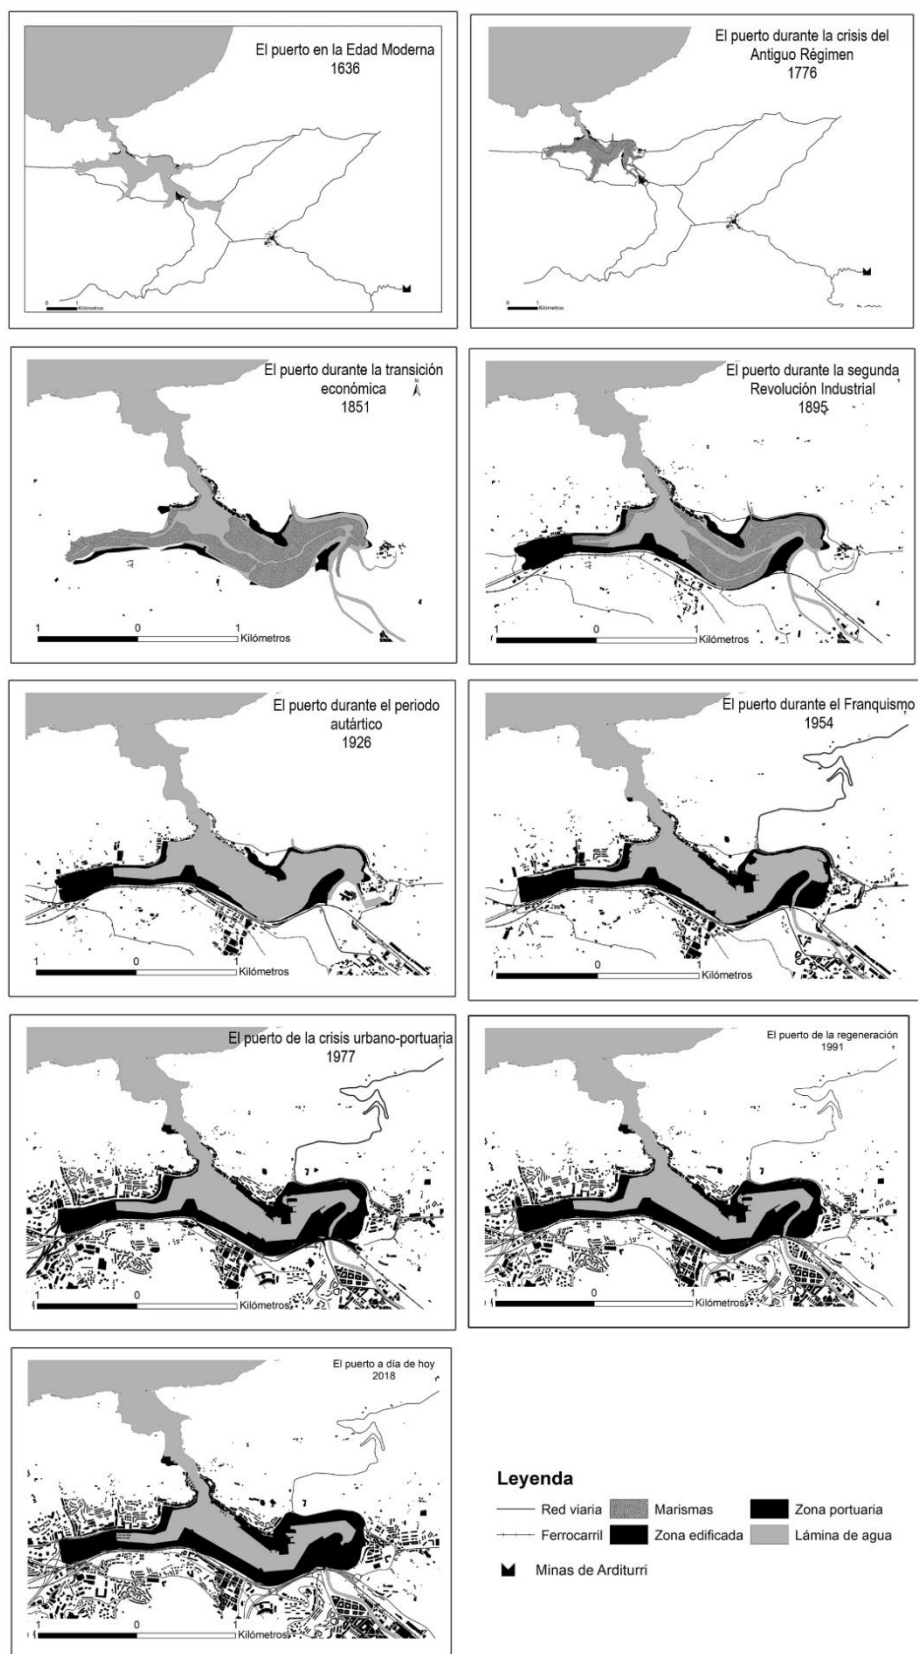 El puerto en la Edad Moderna
1636
0 1
Kilómetros
El puerto durante la crisis del
Antiguo Régimen
1776
0 1
Kilómetros
El puerto durante la transición
económica
1851
N
1 0 1
Kilómetros
El puerto durante la segunda
Revolución Industrial
1895
1 0 1
Kilómetros
El puerto durante el periodo
autártico
1926
1 0 1
Kilómetros
El puerto durante el Franquismo
1954
1 0 1
Kilómetros
El puerto de la crisis urbano-portuaria
1977
1 0 1
Kilómetros
El puerto de la regeneración
1991
1 0 1
Kilómetros
El puerto a día de hoy
2018
1 0 1
Kilómetros
Leyenda
Red viaria Marismas Zona portuaria
Ferrocarril Zona edificada Lámina de agua
Minas de Arditurri